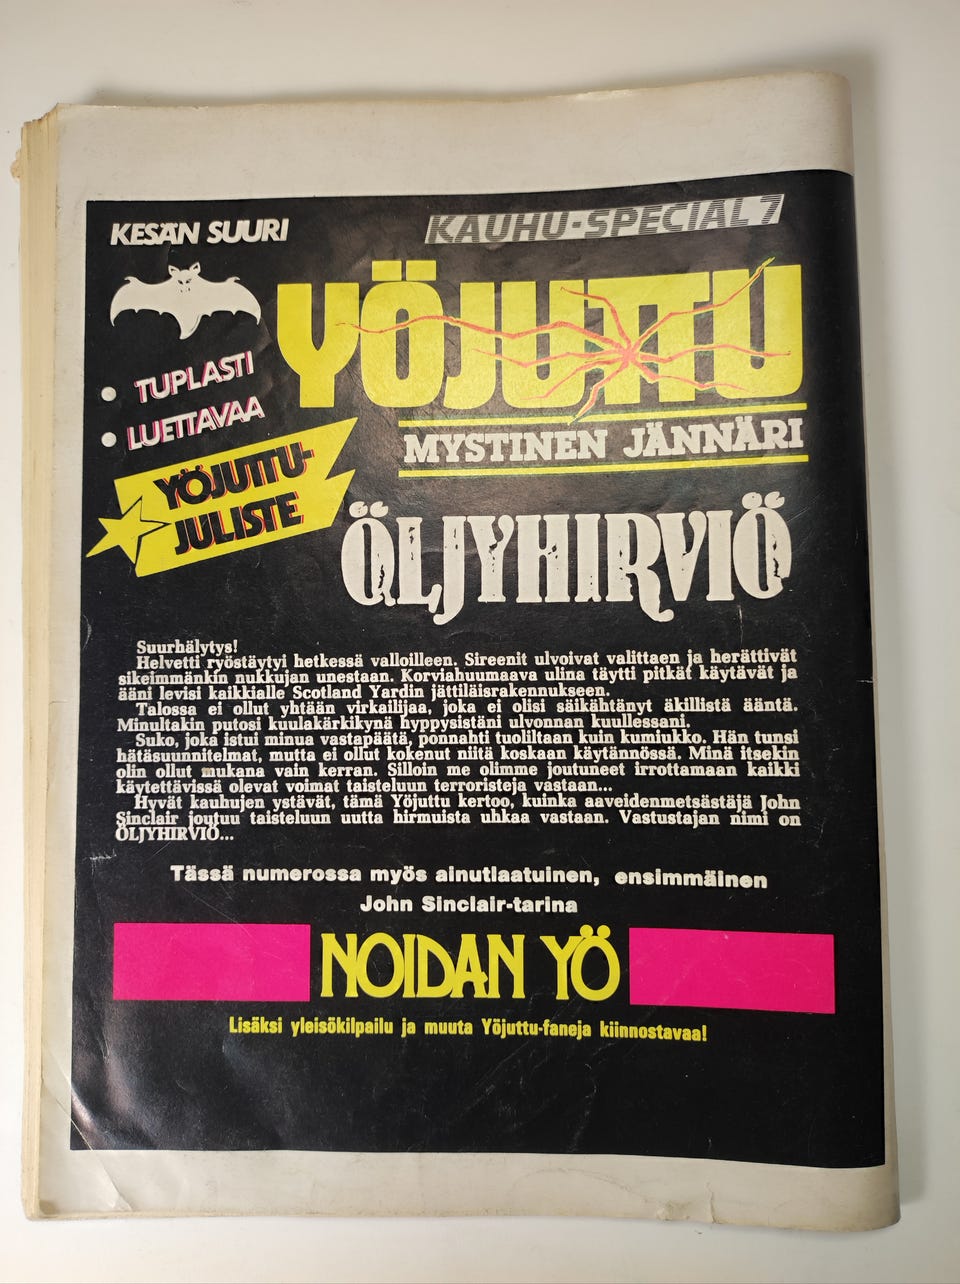 KESÄN SUURI
KAUHU-SPECIAL 7
YÖJUTTU
• TUPLASTI
• LUETTAVAA
MYSTINEN JÄNNÄRI
YÖJUTTU-
JULISTE
ÖLJYHIRVIÖ
Suurhälytys!
Helvetti ryöstäytyi hetkessä valloilleen. Sireenit ulvoivat valittaen ja herättivät
sikeimmänkin nukkujan unestaan. Korviahuumaava ulina täytti pitkät käytävät ja
ääni levisi kaikkialle Scotland Yardin jättiläisrakennukseen.
Talossa ei ollut yhtään virkailijaa, joka ei olisi säikähtänyt äkillistä ääntä.
Minultakin putosi kuulakärkikynä hyppysistäni ulvonnan kuullessani.
Suko, joka istui minua vastapäätä, ponnahti tuoliltaan kuin kumiukko. Hän tunsi
hätäsuunnitelmat, mutta ei ollut kokenut niitä koskaan käytännössä. Minä itsekin
olin ollut mukana vain kerran. Silloin me olimme joutuneet irrottamaan kaikki
käytettävissä olevat voimat taisteluun terroristeja vastaan...
Hyvät kauhujen ystävät, tämä Yöjuttu kertoo, kuinka aaveidenmetsästäjä John
Sinclair joutuu taisteluun uutta hirmuista uhkaa vastaan. Vastustajan nimi on
ÖLJYHIRVIÖ...
Tässä numerossa myös ainutlaatuinen, ensimmäinen
John Sinclair-tarina
NOIDAN YÖ
Lisäksi yleisökilpailu ja muuta Yöjuttu-faneja kiinnostavaa!